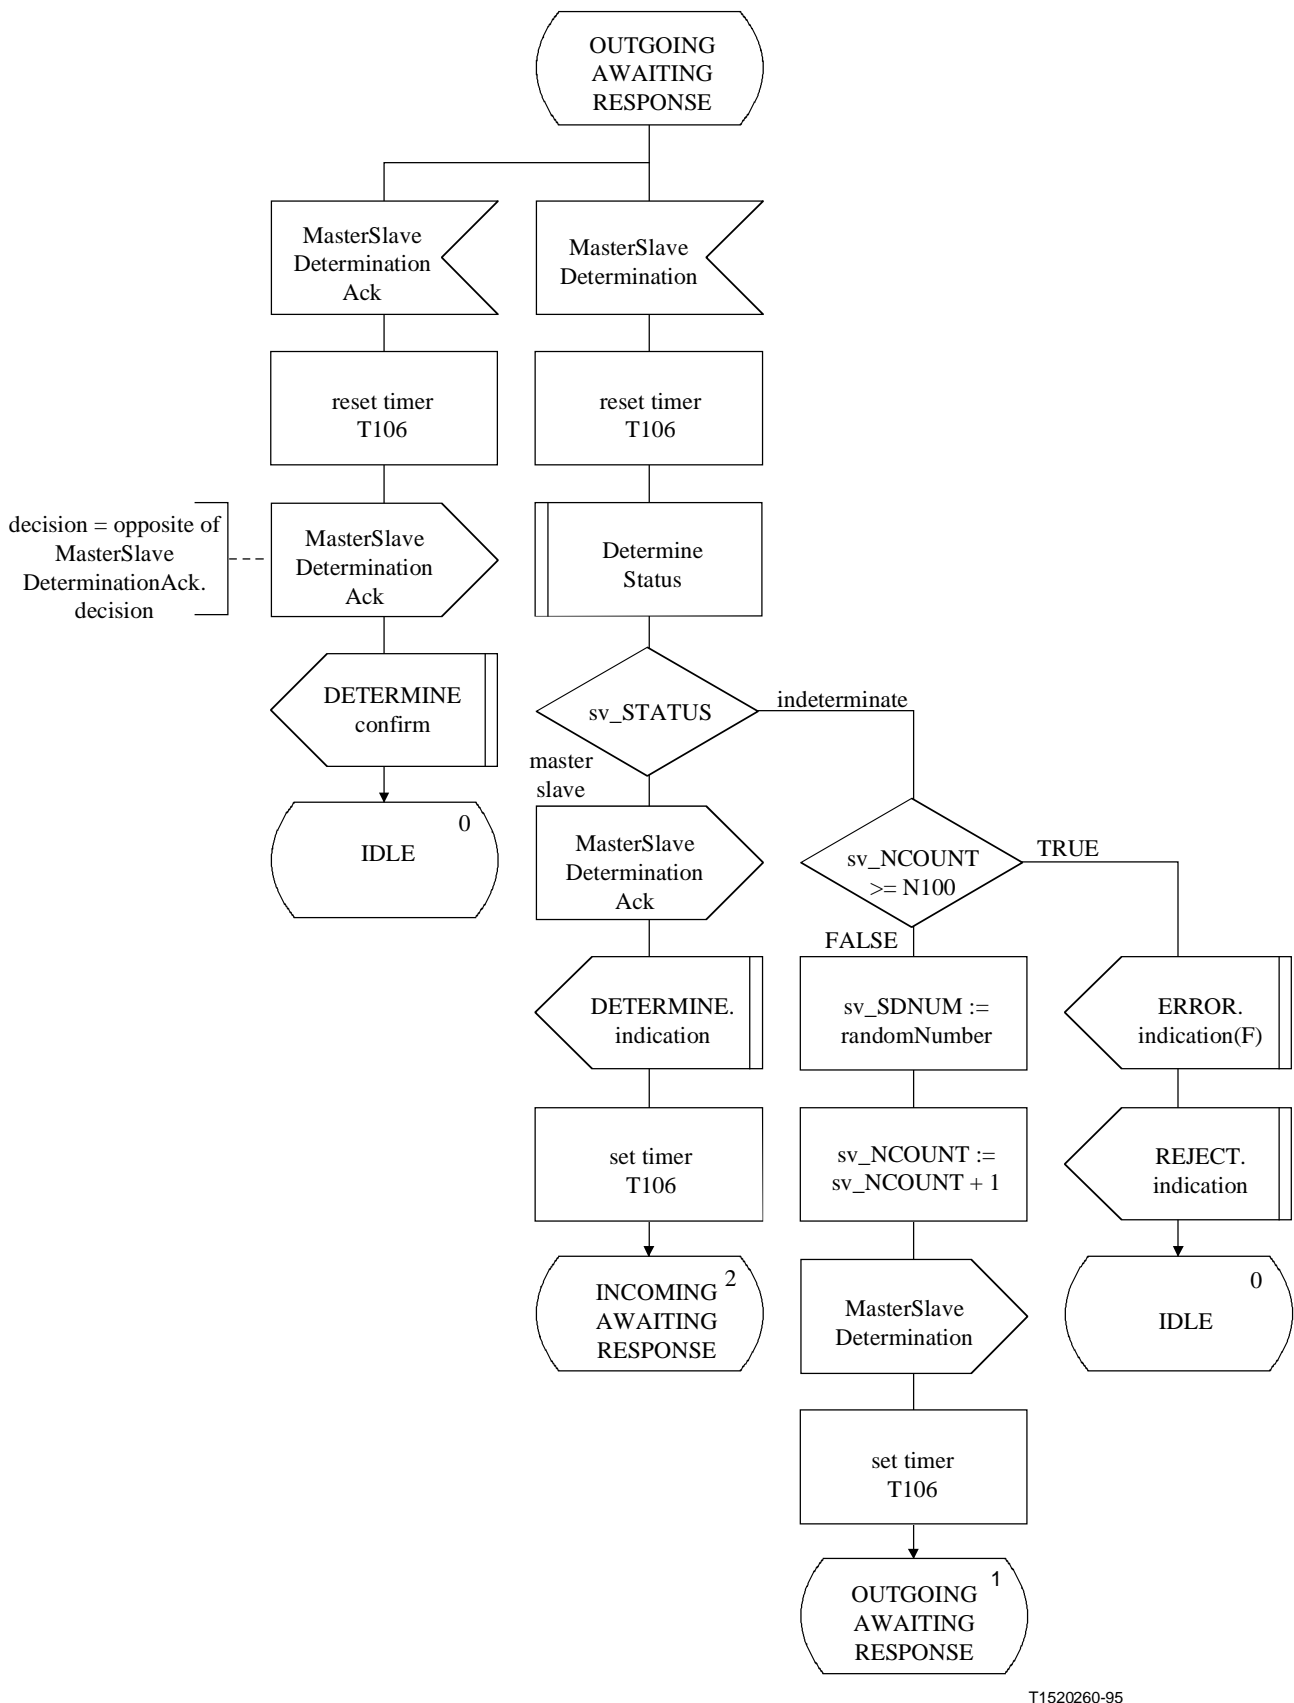 OUTGOING
AWAITING
RESPONSE
MasterSlave
Determination
Ack
MasterSlave
Determination
reset timer
T106
reset timer
T106
decision = opposite of
MasterSlave
DeterminationAck.
decision
MasterSlave
Determination
Ack
Determine
Status
DETERMINE
confirm
sv_STATUS
indeterminate
master
slave
0
IDLE
MasterSlave
Determination
Ack
sv_NCOUNT
>= N100
TRUE
FALSE
DETERMINE.
indication
sv_SDNUM :=
randomNumber
ERROR.
indication(F)
set timer
T106
sv_NCOUNT :=
sv_NCOUNT + 1
REJECT.
indication
INCOMING 2
AWAITING
RESPONSE
MasterSlave
Determination
0
IDLE
set timer
T106
OUTGOING 1
AWAITING
RESPONSE
T1520260-95